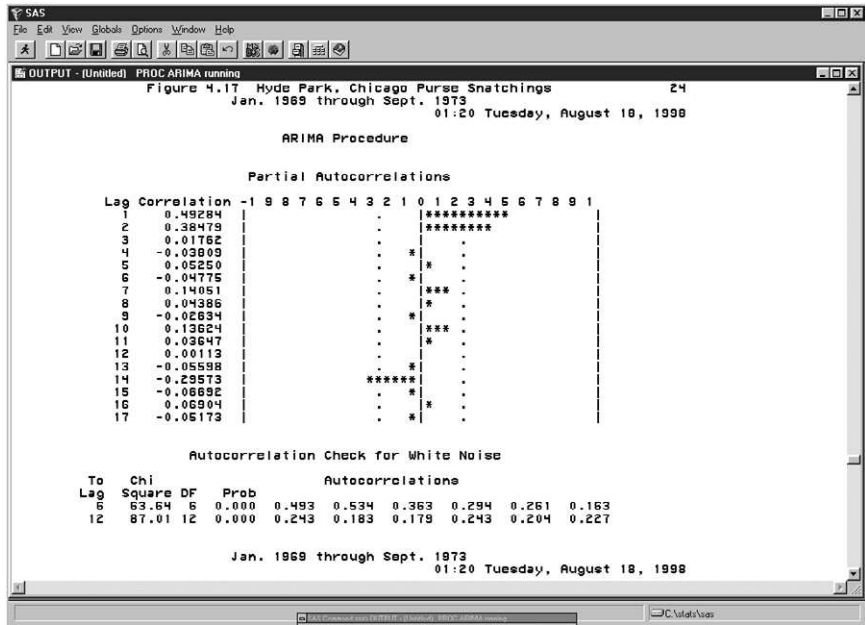 SAS
File Edit View Globals Options Window Help
OUTPUT - (Untitled) PROC ARIMA running
Figure 4.17 Hyde Park, Chicago Purse Snatchings 24
Jan. 1969 through Sept. 1973
01:20 Tuesday, August 18, 1998
ARIMA Procedure
Partial Autocorrelations
Lag Correlation -1 9 8 7 6 5 4 3 2 1 0 1 2 3 4 5 6 7 8 9 1
1 0.49284 | . |********** |
2 0.38479 | . |******** |
3 0.01762 | . | . |
4 -0.03809 | . *| . |
5 0.05250 | . |* . |
6 -0.04775 | . *| . |
7 0.14051 | . |*** . |
8 0.04386 | . |* . |
9 -0.02634 | . *| . |
10 0.13624 | . |*** . |
11 0.03647 | . |* . |
12 0.00113 | . | . |
13 -0.05598 | . *| . |
14 -0.29573 | ******| . |
15 -0.06692 | . *| . |
16 0.06904 | . |* . |
17 -0.05173 | . *| . |
Autocorrelation Check for White Noise
To Chi Autocorrelations
Lag Square DF Prob
6 63.64 6 0.000 0.493 0.534 0.363 0.294 0.261 0.163
12 87.01 12 0.000 0.243 0.183 0.179 0.243 0.204 0.227
Jan. 1969 through Sept. 1973
01:20 Tuesday, August 18, 1998
C:\stats\sas
OUTPUT - (Untitled) PROC ARIMA running